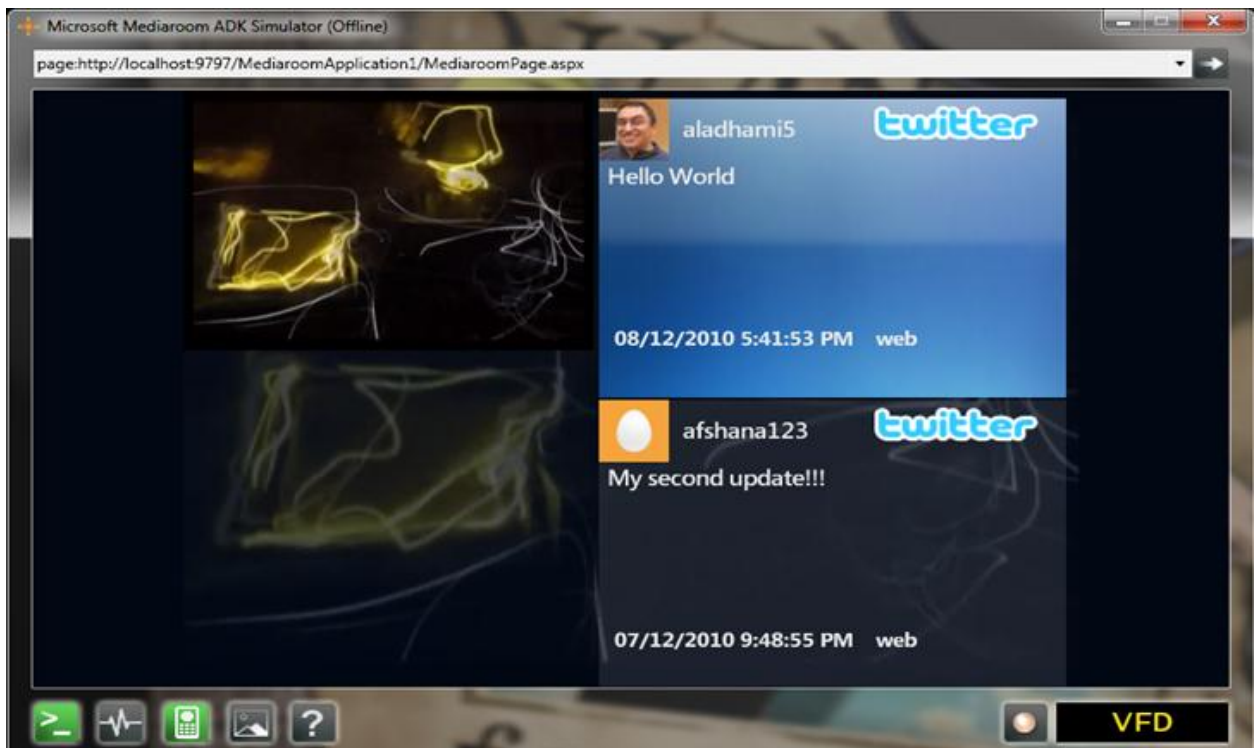 Microsoft Mediaroom ADK Simulator (Offline)
page:http://localhost:9797/MediaroomApplication1/MediaroomPage.aspx
aladhami5
twitter
Hello World
08/12/2010 5:41:53 PM web
afshana123
twitter
My second update!!!
07/12/2010 9:48:55 PM web
>_
?
VFD